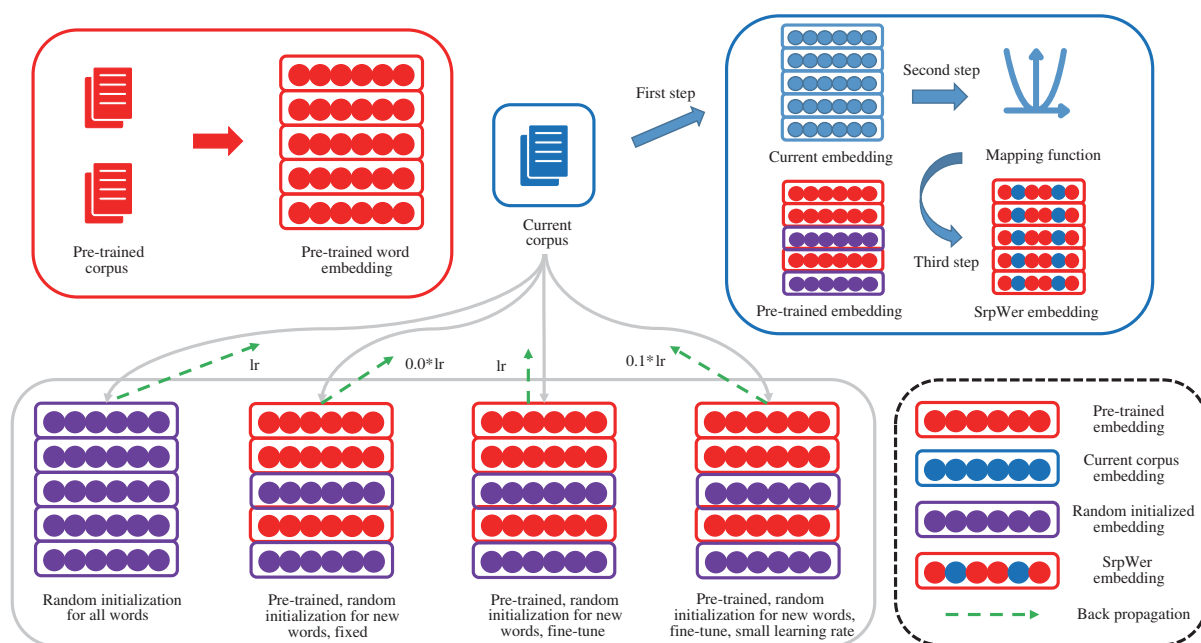 Pre-trained
corpus
Pre-trained word
embedding
Current
corpus
First step
Second step
Current embedding
Mapping function
Third step
Pre-trained embedding
SrpWer embedding
lr
0.0*lr
lr
0.1*lr
Random initialization
for all words
Pre-trained, random
initialization for new
words, fixed
Pre-trained, random
initialization for new
words, fine-tune
Pre-trained, random
initialization for new words,
fine-tune, small learning rate
Pre-trained
embedding
Current corpus
embedding
Random initialized
embedding
SrpWer
embedding
Back propagation